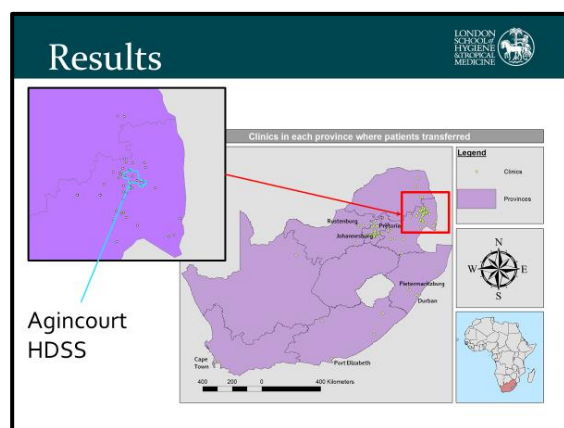 Results
LONDON
SCHOOL of
HYGIENE
& TROPICAL
MEDICINE
Clinics in each province where patients transferred
Legend
Clinics
Provinces
Rustenburg
Pretoria
Johannesburg
Pietermaritzburg
Durban
N
W
E
S
Agincourt
HDSS
Cape
Town
Port Elizabeth
400 200 0 400 Kilometers